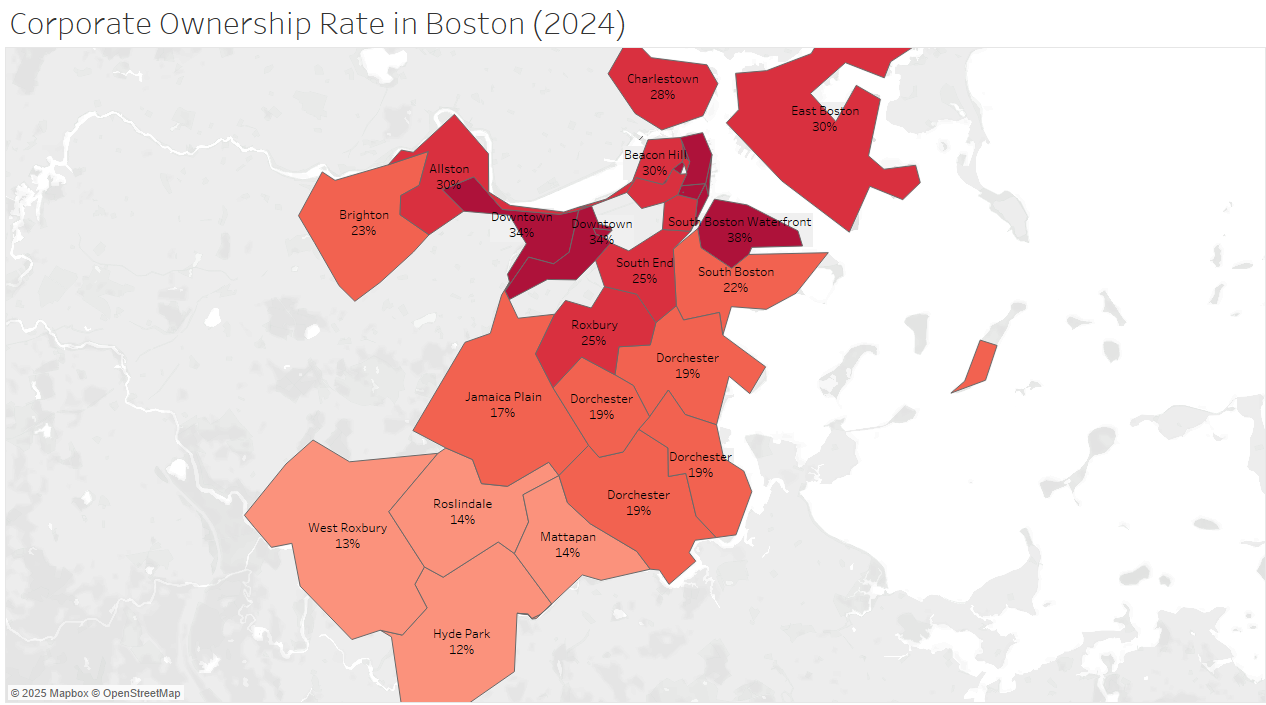 Corporate Ownership Rate in Boston (2024)
Charlestown
28%
East Boston
30%
Beacon Hill
30%
Allston
30%
Brighton
23%
Downtown
34%
Downtown
34%
South Boston Waterfront
38%
South End
25%
South Boston
22%
Roxbury
25%
Dorchester
19%
Jamaica Plain
17%
Dorchester
19%
Dorchester
19%
Dorchester
19%
Roslindale
14%
West Roxbury
13%
Mattapan
14%
Hyde Park
12%
© 2025 Mapbox © OpenStreetMap